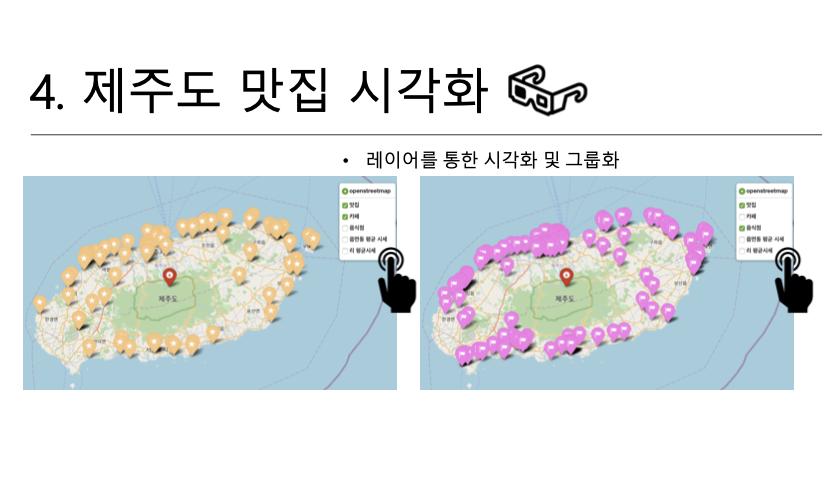 4. 제주도 맛집 시각화
• 레이어를 통한 시각화 및 그룹화
openstreetmap
맛집
카페
음식점
읍면동 평균 시세
리 평균시세
제주도
openstreetmap
맛집
카페
음식점
읍면동 평균 시세
리 평균시세
제주도